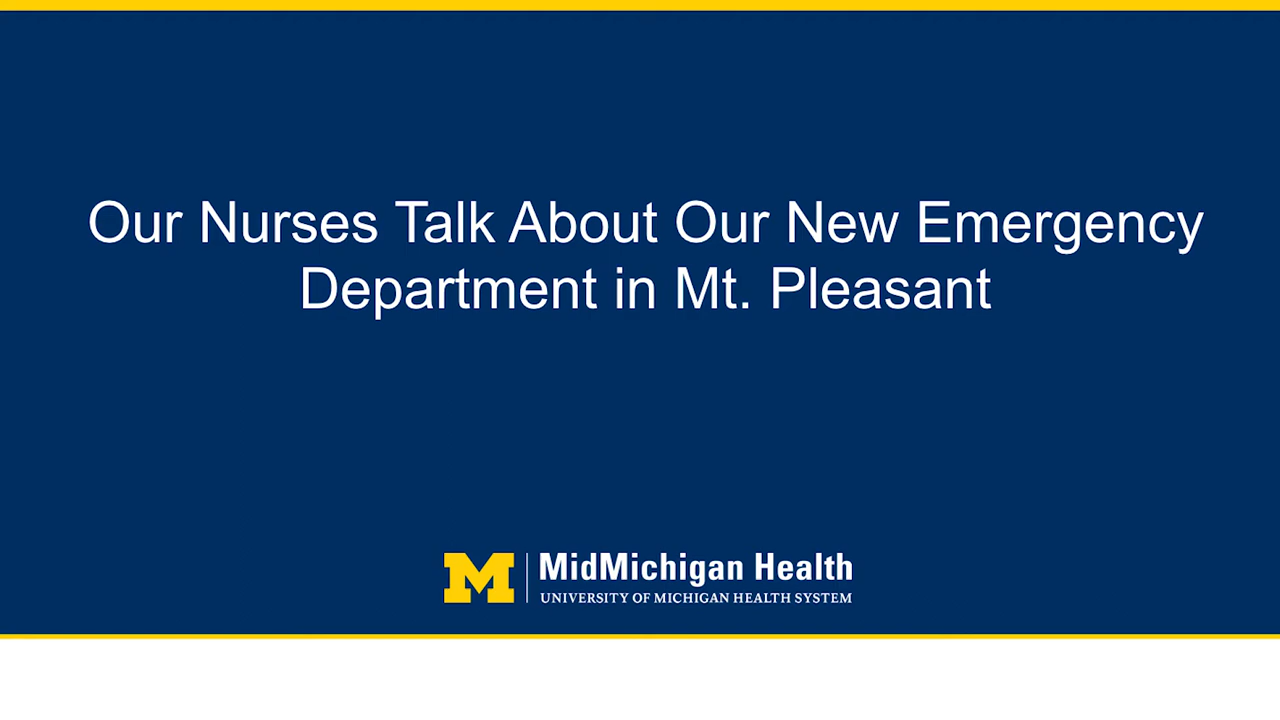 Our Nurses Talk About Our New Emergency
Department in Mt. Pleasant
M MidMichigan Health
UNIVERSITY OF MICHIGAN HEALTH SYSTEM